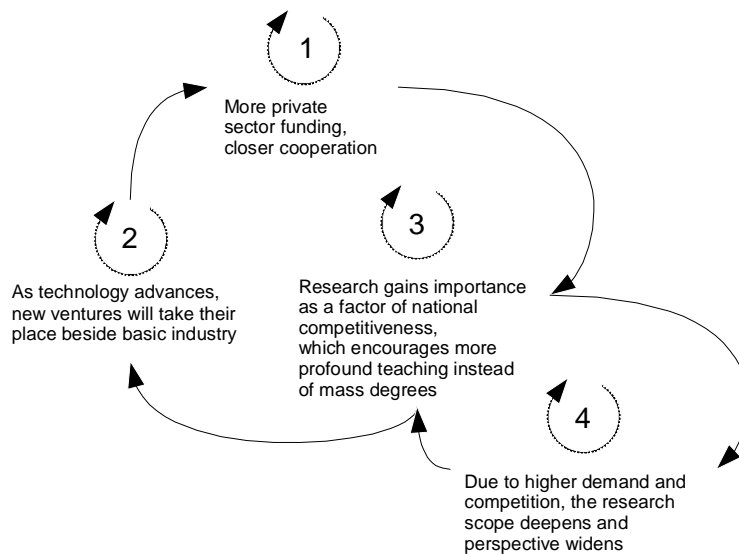 1
More private
sector funding,
closer cooperation
2
As technology advances,
new ventures will take their
place beside basic industry
3
Research gains importance
as a factor of national
competitiveness,
which encourages more
profound teaching instead
of mass degrees
4
Due to higher demand and
competition, the research
scope deepens and
perspective widens